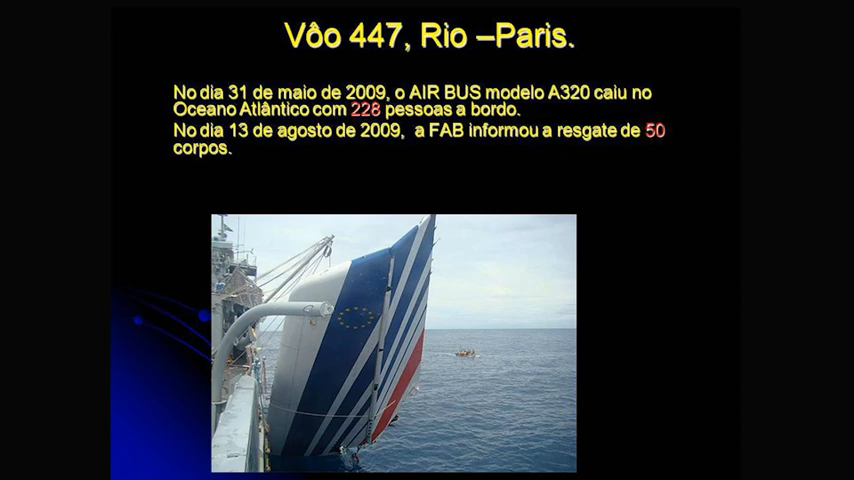 Vôo 447, Rio –Paris.
No dia 31 de maio de 2009, o AIR BUS modelo A320 caiu no
Oceano Atlântico com 228 pessoas a bordo.
No dia 13 de agosto de 2009, a FAB informou a resgate de 50
corpos.